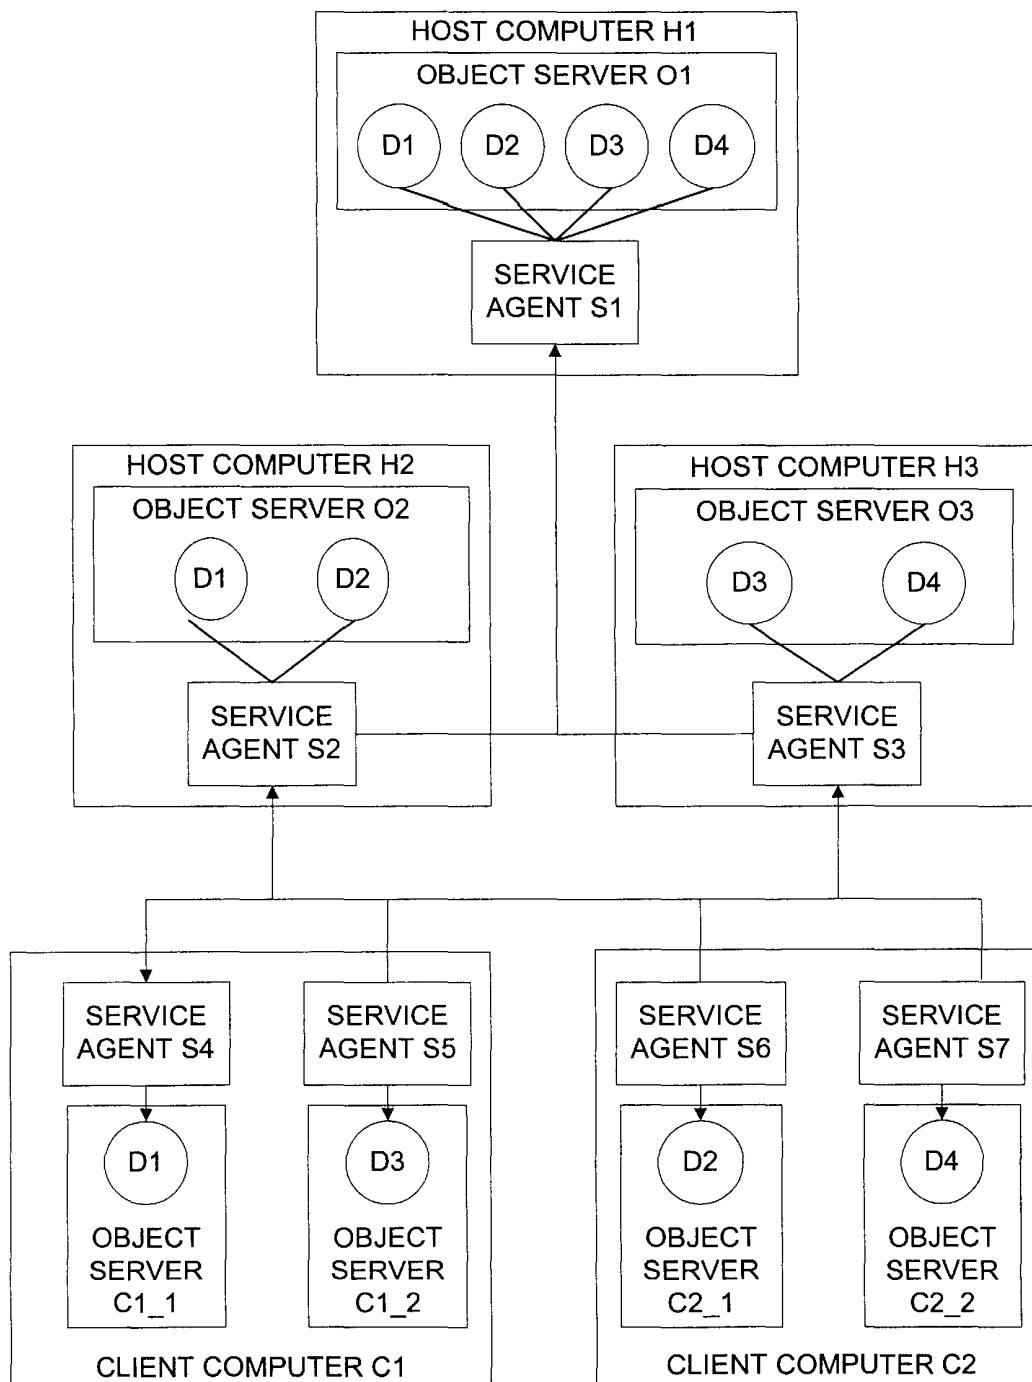 HOST COMPUTER H1
OBJECT SERVER O1
D1 D2 D3 D4
SERVICE
AGENT S1
HOST COMPUTER H2
OBJECT SERVER O2
D1 D2
SERVICE
AGENT S2
HOST COMPUTER H3
OBJECT SERVER O3
D3 D4
SERVICE
AGENT S3
SERVICE
AGENT S4
D1
OBJECT
SERVER
C1_1
SERVICE
AGENT S5
D3
OBJECT
SERVER
C1_2
CLIENT COMPUTER C1
SERVICE
AGENT S6
D2
OBJECT
SERVER
C2_1
SERVICE
AGENT S7
D4
OBJECT
SERVER
C2_2
CLIENT COMPUTER C2